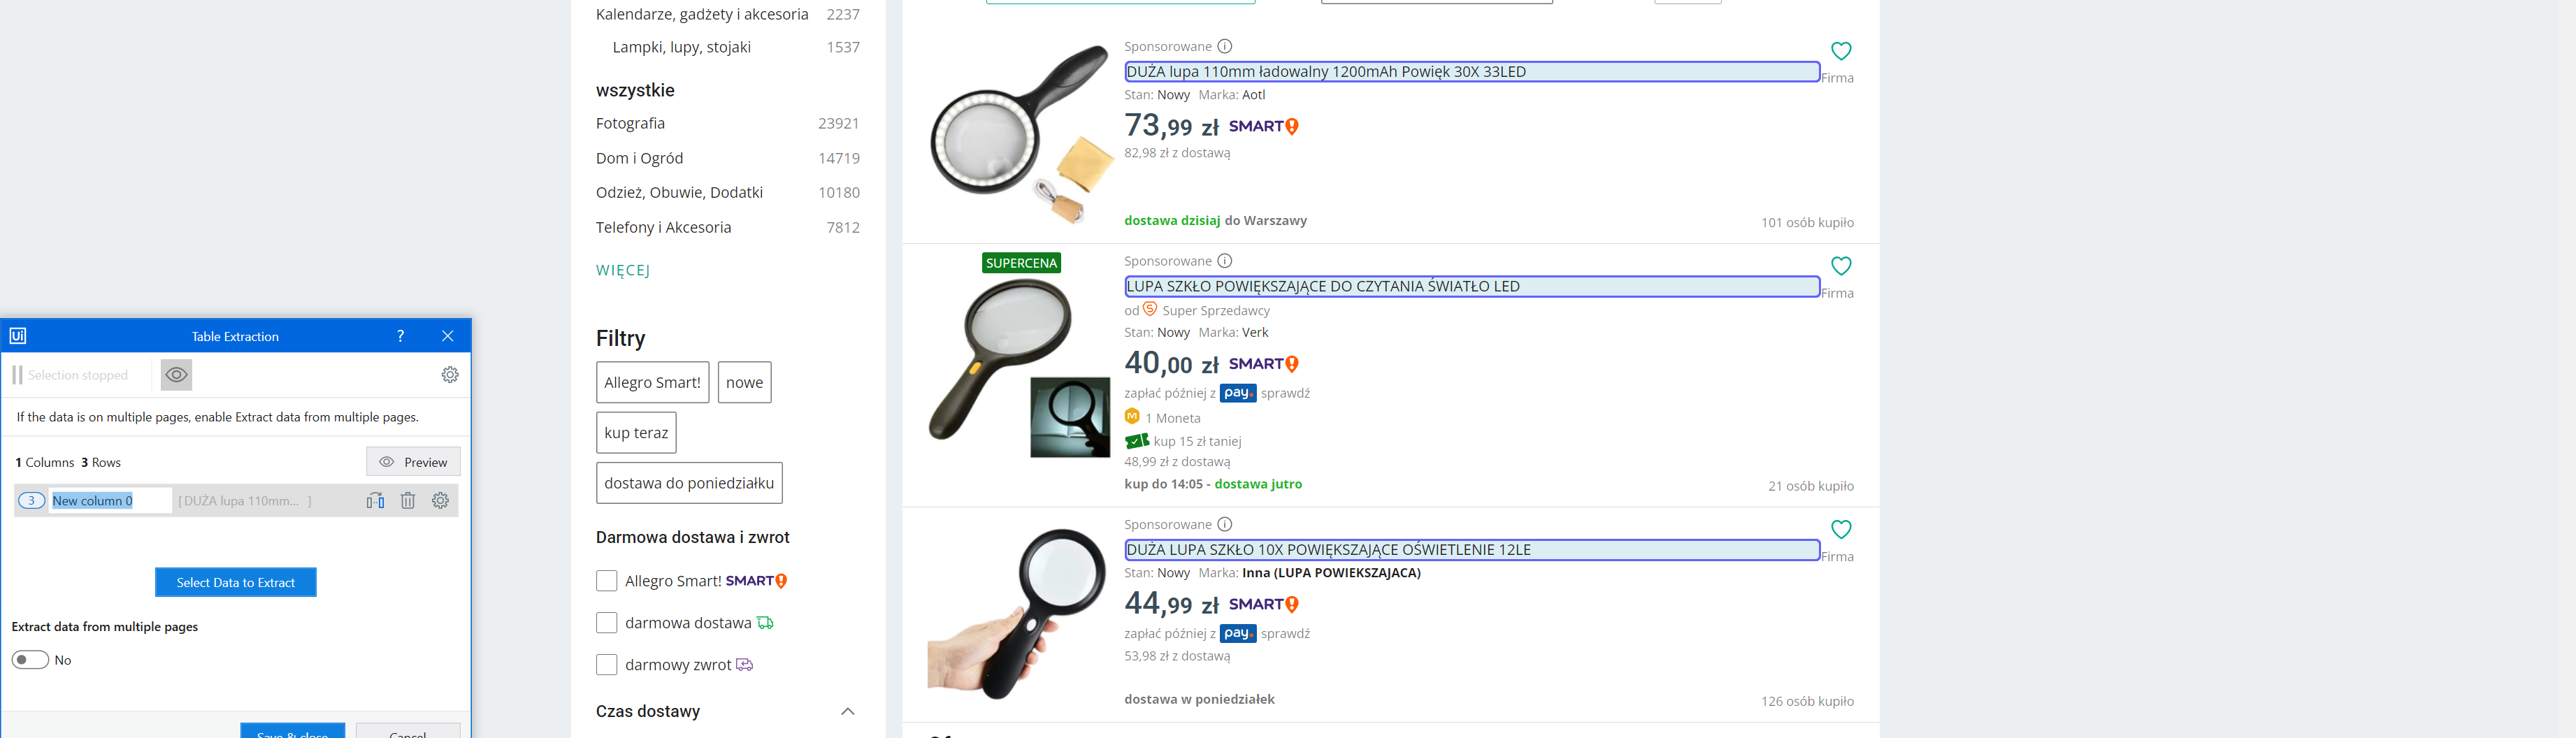 Kalendarze, gadżety i akcesoria 2237
Lampki, lupy, stojaki 1537
wszystkie
Fotografia 23921
Dom i Ogród 14719
Odzież, Obuwie, Dodatki 10180
Telefony i Akcesoria 7812
WIĘCEJ
Filtry
Allegro Smart! nowe
kup teraz
dostawa do poniedziałku
Darmowa dostawa i zwrot
Allegro Smart! SMART!
darmowa dostawa
darmowy zwrot
Czas dostawy
Ui Table Extraction ?
Selection stopped
If the data is on multiple pages, enable Extract data from multiple pages.
1 Columns 3 Rows Preview
3 New column 0 [ DUŻA lupa 110mm... ]
Select Data to Extract
Extract data from multiple pages
No
Save & close Cancel
Sponsorowane
DUŻA lupa 110mm ładowalny 1200mAh Powięk 30X 33LED
Firma
Stan: Nowy Marka: Aotl
73,99 zł SMART!
82,98 zł z dostawą
dostawa dzisiaj do Warszawy
101 osób kupiło
SUPERCENA
Sponsorowane
LUPA SZKŁO POWIĘKSZAJĄCE DO CZYTANIA ŚWIATŁO LED
Firma
od Super Sprzedawcy
Stan: Nowy Marka: Verk
40,00 zł SMART!
zapłać później z pay. sprawdź
M 1 Moneta
kup 15 zł taniej
48,99 zł z dostawą
kup do 14:05 - dostawa jutro
21 osób kupiło
Sponsorowane
DUŻA LUPA SZKŁO 10X POWIĘKSZAJĄCE OŚWIETLENIE 12LE
Firma
Stan: Nowy Marka: Inna (LUPA POWIEKSZAJACA)
44,99 zł SMART!
zapłać później z pay. sprawdź
53,98 zł z dostawą
dostawa w poniedziałek
126 osób kupiło